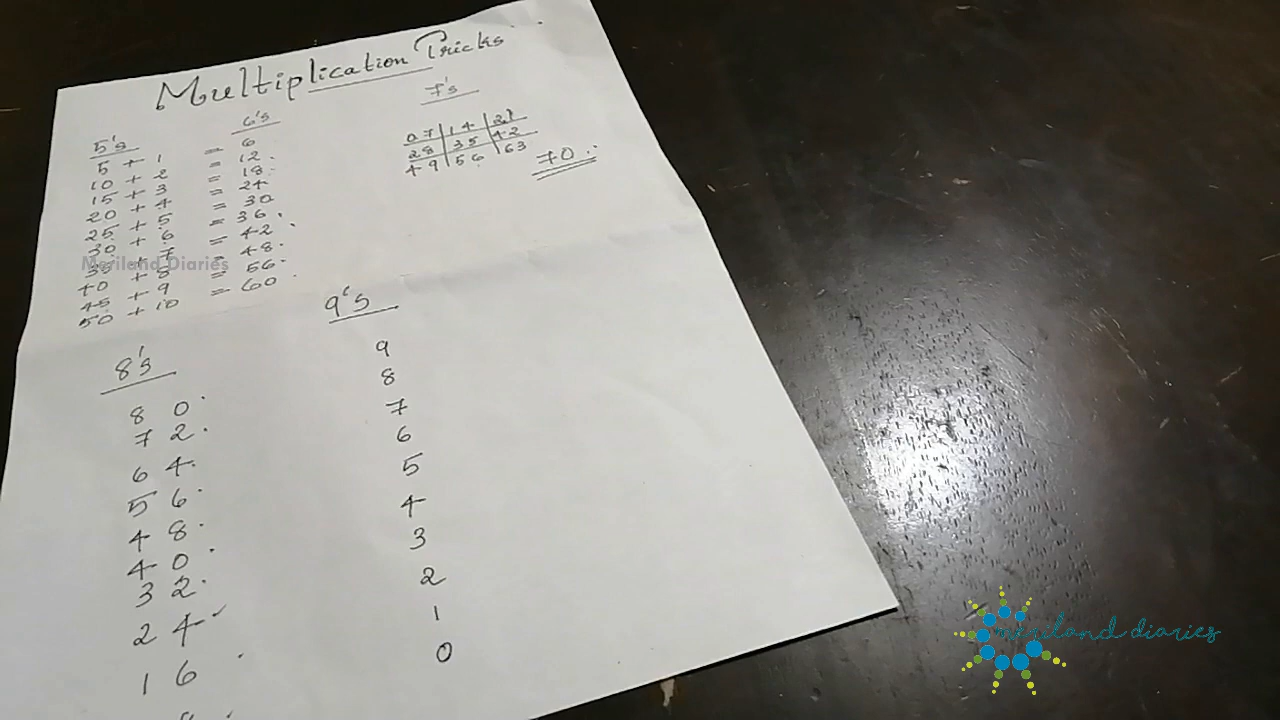 Multiplication Tricks...
5's 6's
5 + 1 = 6
10 + 2 = 12.
15 + 3 = 18.
20 + 4 = 24
25 + 5 = 30
30 + 6 = 36.
35 + 7 = 42.
40 + 8 = 48.
45 + 9 = 56.
50 + 10 = 60.
Meriland Diaries
7's
07 14 21
28 35 42
49 56 63
70..
8's
8 0.
7 2.
6 4.
5 6.
4 8.
4 0.
3 2.
2 4
1 6.
9's
9
8
7
6
5
4
3
2
1
0
meriland diaries